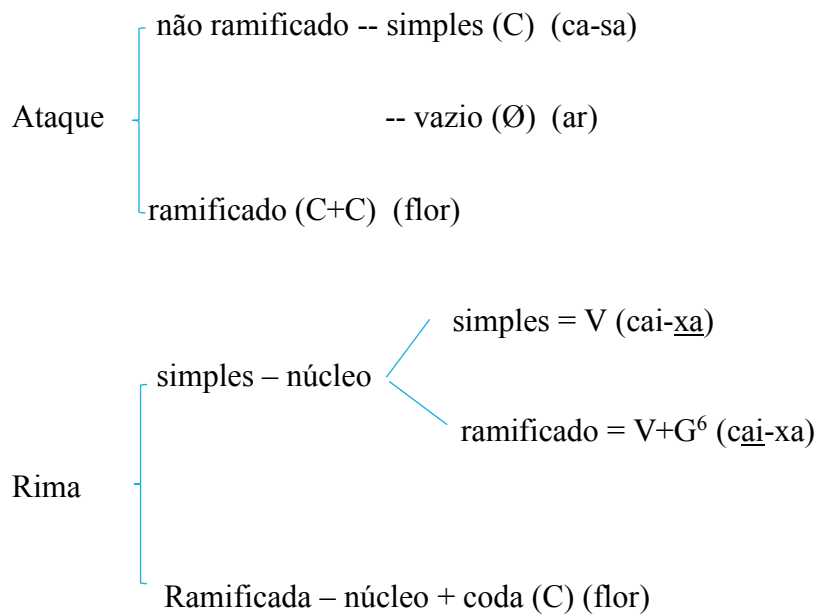 não ramificado -- simples (C) (ca-sa)
Ataque -- vazio (Ø) (ar)
ramificado (C+C) (flor)
simples = V (cai-xa)
simples – núcleo
ramificado = V+G⁶ (cai-xa)
Rima
Ramificada – núcleo + coda (C) (flor)